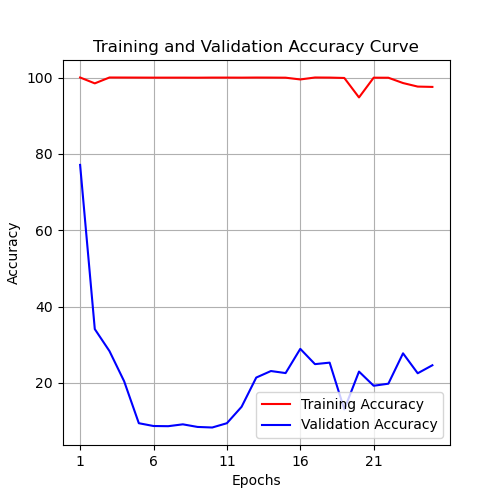 Training and Validation Accuracy Curve
100
80
60
40
20
Accuracy
1 6 11 16 21
Epochs
Training Accuracy
Validation Accuracy